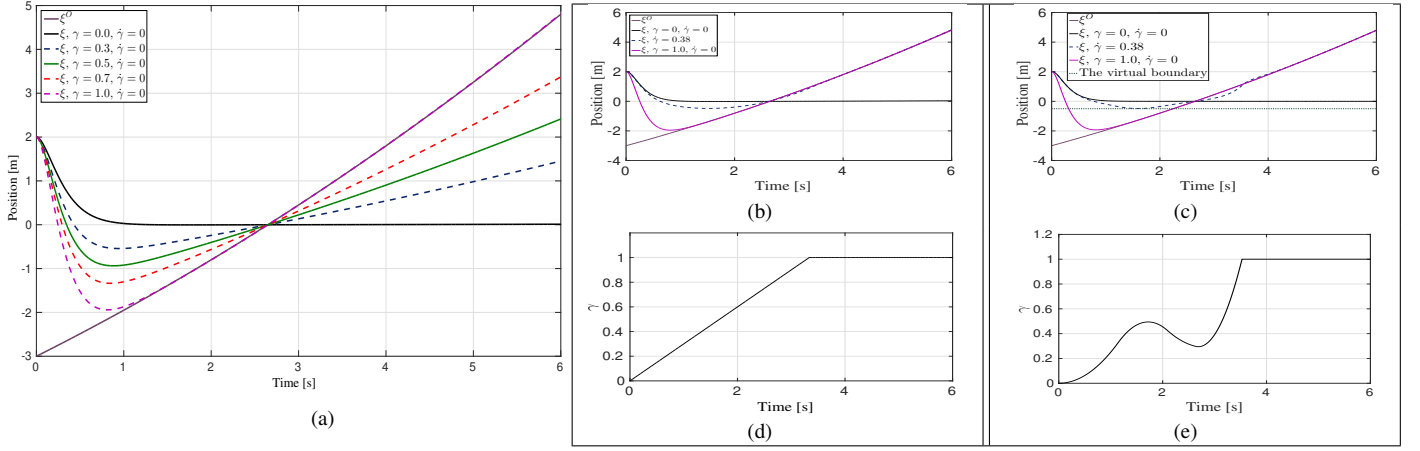 5
4
3
2
1
0
-1
-2
-3
Position [m]
ξ^O
ξ, γ = 0.0, γ̇ = 0
ξ, γ = 0.3, γ̇ = 0
ξ, γ = 0.5, γ̇ = 0
ξ, γ = 0.7, γ̇ = 0
ξ, γ = 1.0, γ̇ = 0
0 1 2 3 4 5 6
Time [s]
(a)
6
4
2
0
-2
-4
Position [m]
ξ^O
ξ, γ = 0, γ̇ = 0
ξ, γ̇ = 0.38
ξ, γ = 1.0, γ̇ = 0
0 2 4 6
Time [s]
(b)
6
4
2
0
-2
-4
Position [m]
ξ^O
ξ, γ = 0, γ̇ = 0
ξ, γ̇ = 0.38
ξ, γ = 1.0, γ̇ = 0
The virtual boundary
0 2 4 6
Time [s]
(c)
1
0.8
0.6
0.4
0.2
0
γ
0 2 4 6
Time [s]
(d)
1.2
1
0.8
0.6
0.4
0.2
0
γ
0 2 4 6
Time [s]
(e)